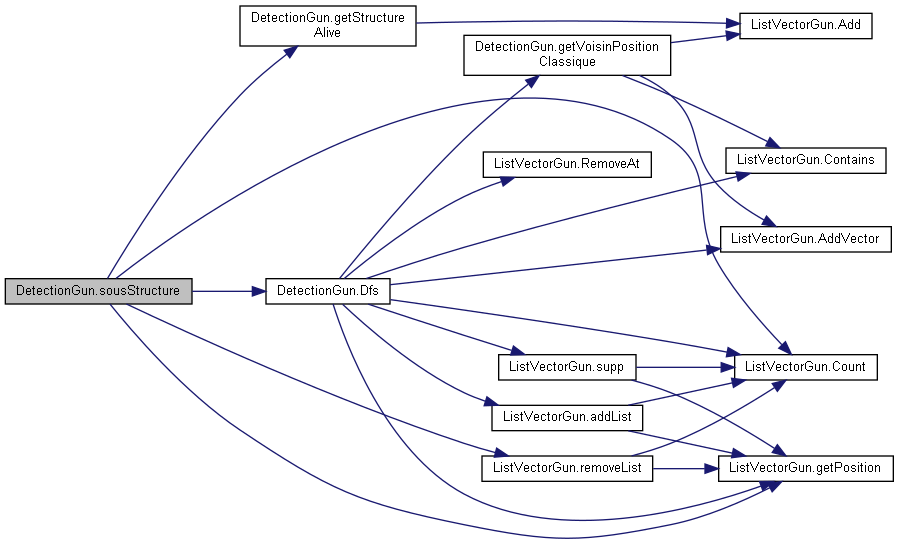 DetectionGun.getStructure
Alive
ListVectorGun.Add
DetectionGun.getVoisinPosition
Classique
ListVectorGun.RemoveAt
ListVectorGun.Contains
ListVectorGun.AddVector
DetectionGun.sousStructure
DetectionGun.Dfs
ListVectorGun.supp
ListVectorGun.Count
ListVectorGun.addList
ListVectorGun.removeList
ListVectorGun.getPosition